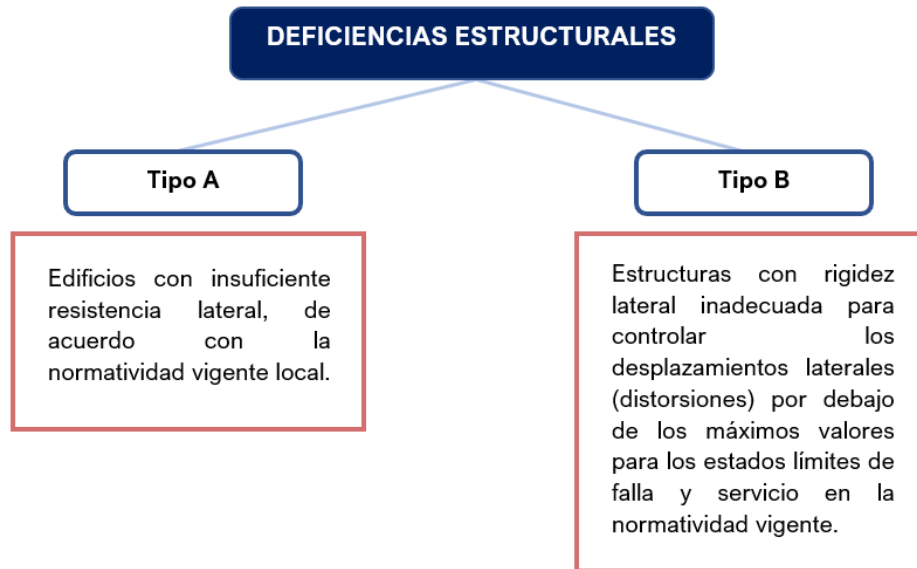 DEFICIENCIAS ESTRUCTURALES
Tipo A
Edificios con insuficiente
resistencia lateral, de
acuerdo con la
normatividad vigente local.
Tipo B
Estructuras con rigidez
lateral inadecuada para
controlar los
desplazamientos laterales
(distorsiones) por debajo
de los máximos valores
para los estados límites de
falla y servicio en la
normatividad vigente.